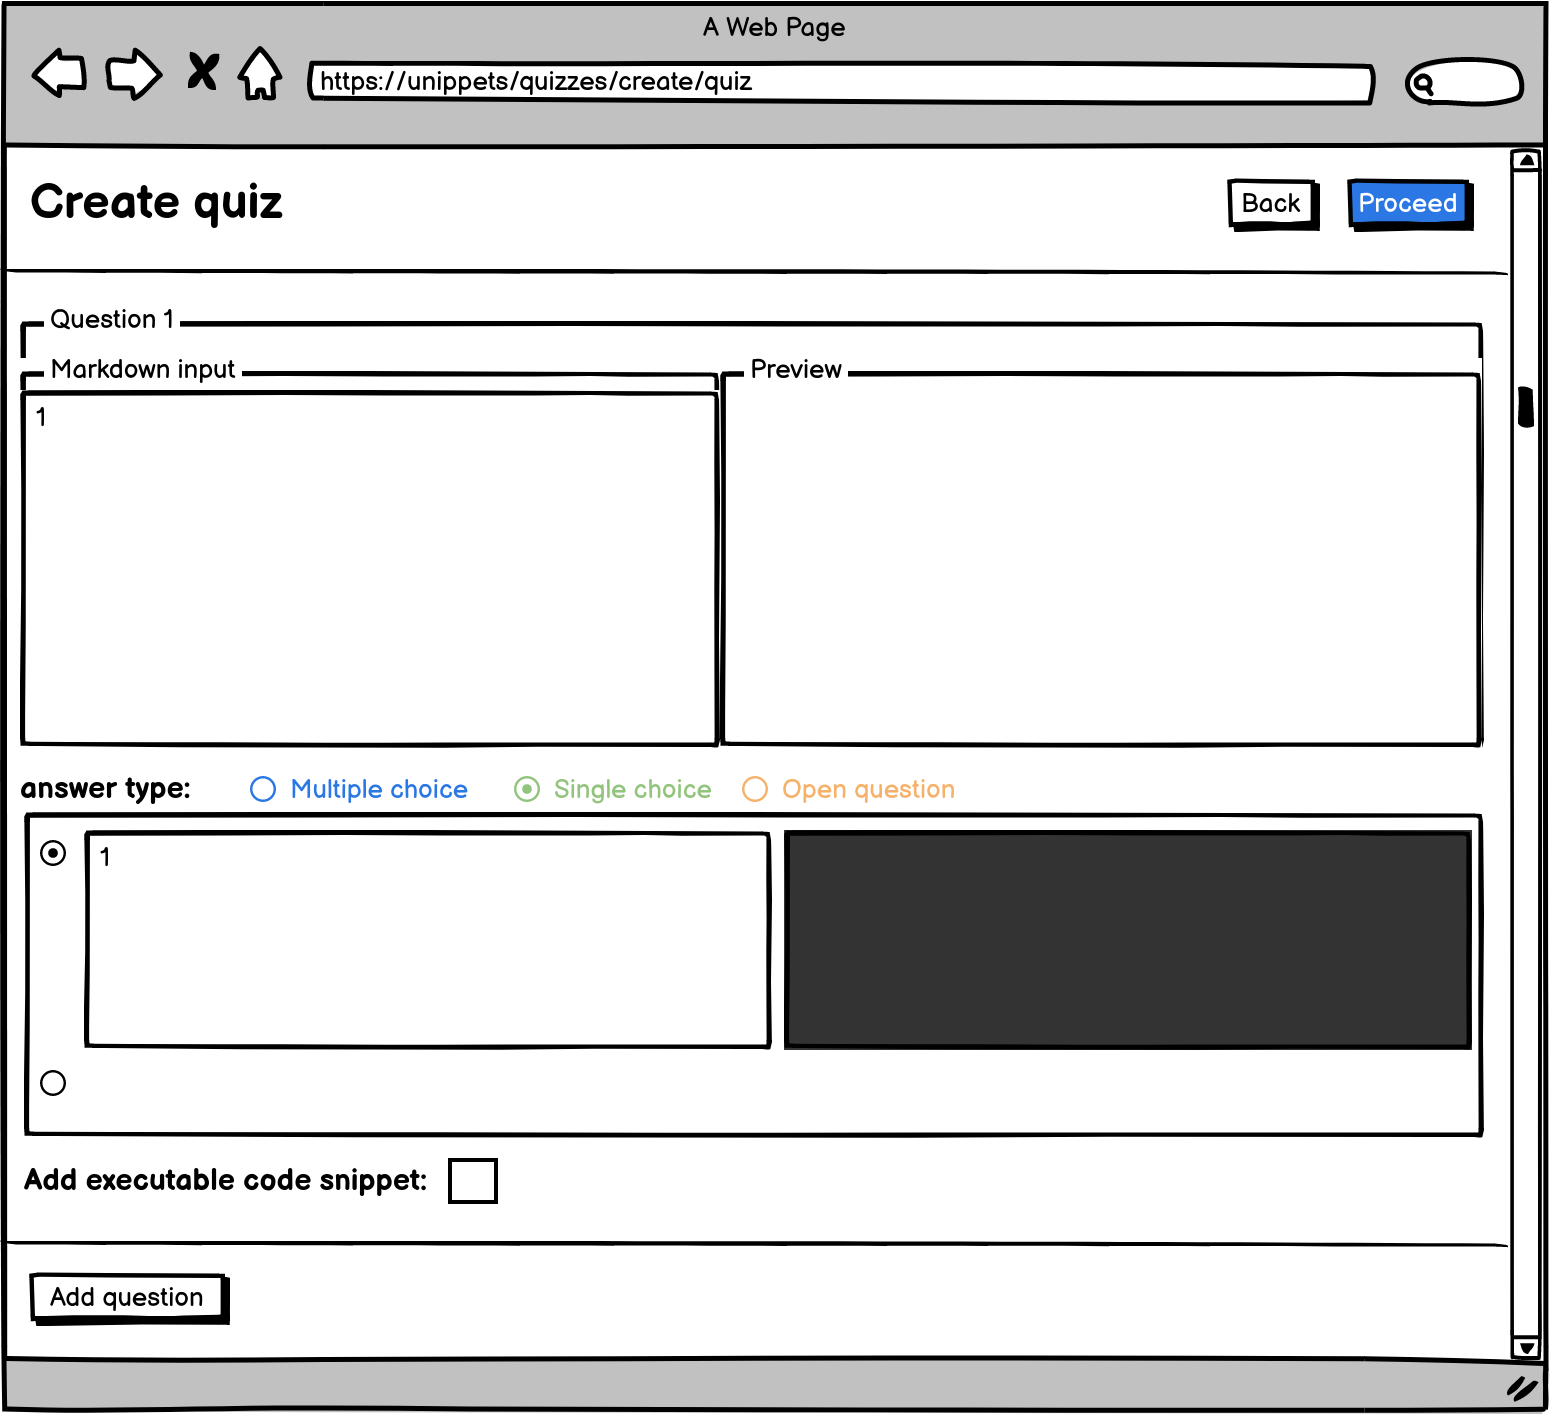 A Web Page
https://unippets/quizzes/create/quiz
Create quiz
Back
Proceed
Question 1
Markdown input
Preview
1
answer type:
Multiple choice
Single choice
Open question
1
Add executable code snippet:
Add question